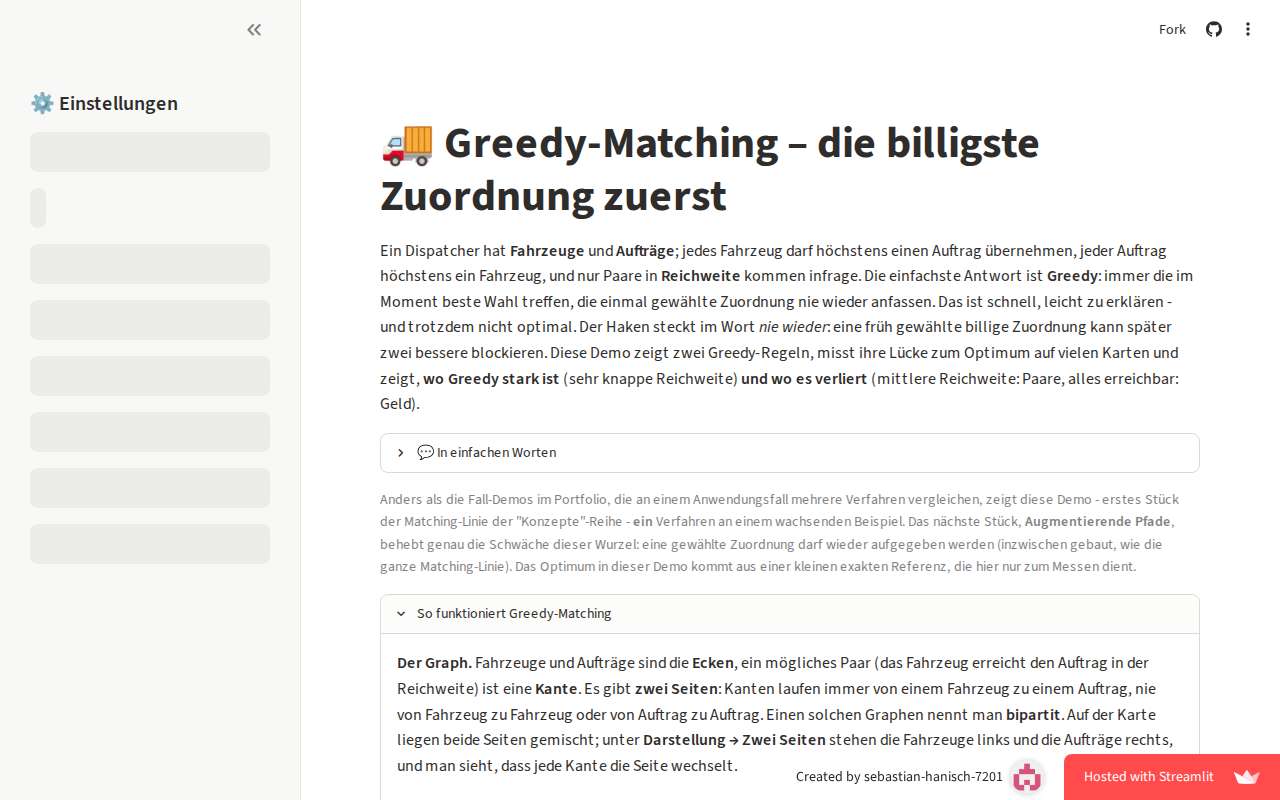 Fork
⚙️ Einstellungen
🚚 Greedy-Matching – die billigste
Zuordnung zuerst
Ein Dispatcher hat Fahrzeuge und Aufträge; jedes Fahrzeug darf höchstens einen Auftrag übernehmen, jeder Auftrag
höchstens ein Fahrzeug, und nur Paare in Reichweite kommen infrage. Die einfachste Antwort ist Greedy: immer die im
Moment beste Wahl treffen, die einmal gewählte Zuordnung nie wieder anfassen. Das ist schnell, leicht zu erklären -
und trotzdem nicht optimal. Der Haken steckt im Wort nie wieder: eine früh gewählte billige Zuordnung kann später
zwei bessere blockieren. Diese Demo zeigt zwei Greedy-Regeln, misst ihre Lücke zum Optimum auf vielen Karten und
zeigt, wo Greedy stark ist (sehr knappe Reichweite) und wo es verliert (mittlere Reichweite: Paare, alles erreichbar:
Geld).
💬 In einfachen Worten
Anders als die Fall-Demos im Portfolio, die an einem Anwendungsfall mehrere Verfahren vergleichen, zeigt diese Demo - erstes Stück
der Matching-Linie der "Konzepte"-Reihe - ein Verfahren an einem wachsenden Beispiel. Das nächste Stück, Augmentierende Pfade,
behebt genau die Schwäche dieser Wurzel: eine gewählte Zuordnung darf wieder aufgegeben werden (inzwischen gebaut, wie die
ganze Matching-Linie). Das Optimum in dieser Demo kommt aus einer kleinen exakten Referenz, die hier nur zum Messen dient.
So funktioniert Greedy-Matching
Der Graph. Fahrzeuge und Aufträge sind die Ecken, ein mögliches Paar (das Fahrzeug erreicht den Auftrag in der
Reichweite) ist eine Kante. Es gibt zwei Seiten: Kanten laufen immer von einem Fahrzeug zu einem Auftrag, nie
von Fahrzeug zu Fahrzeug oder von Auftrag zu Auftrag. Einen solchen Graphen nennt man bipartit. Auf der Karte
liegen beide Seiten gemischt; unter Darstellung → Zwei Seiten stehen die Fahrzeuge links und die Aufträge rechts,
und man sieht, dass jede Kante die Seite wechselt.
Created by sebastian-hanisch-7201
Hosted with Streamlit